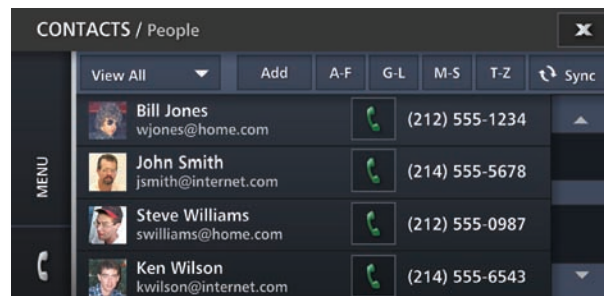 CONTACTS / People
View All Add A-F G-L M-S T-Z Sync
Bill Jones
wjones@home.com
(212) 555-1234
John Smith
jsmith@internet.com
(214) 555-5678
MENU
Steve Williams
swilliams@home.com
(212) 555-0987
Ken Wilson
kwilson@internet.com
(214) 555-6543